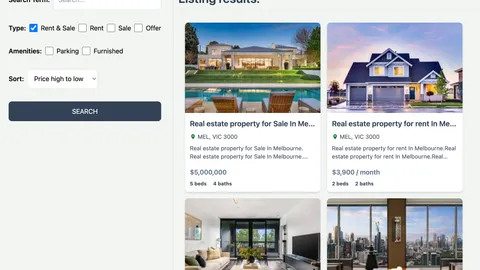 Search Term: Search...
Type: Rent & Sale Rent Sale Offer
Amenities: Parking Furnished
Sort: Price high to low
SEARCH
Listing results:
Real estate property for Sale In Me...
MEL, VIC 3000
Real estate property for Sale In Melbourne.
Real estate property for Sale In Melbourne....
$5,000,000
5 beds 4 baths
Real estate property for rent In Me...
MEL, VIC 3000
Real estate property for rent In Melbourne.Real
estate property for rent In Melbourne.Real...
$3,900 / month
2 beds 2 baths